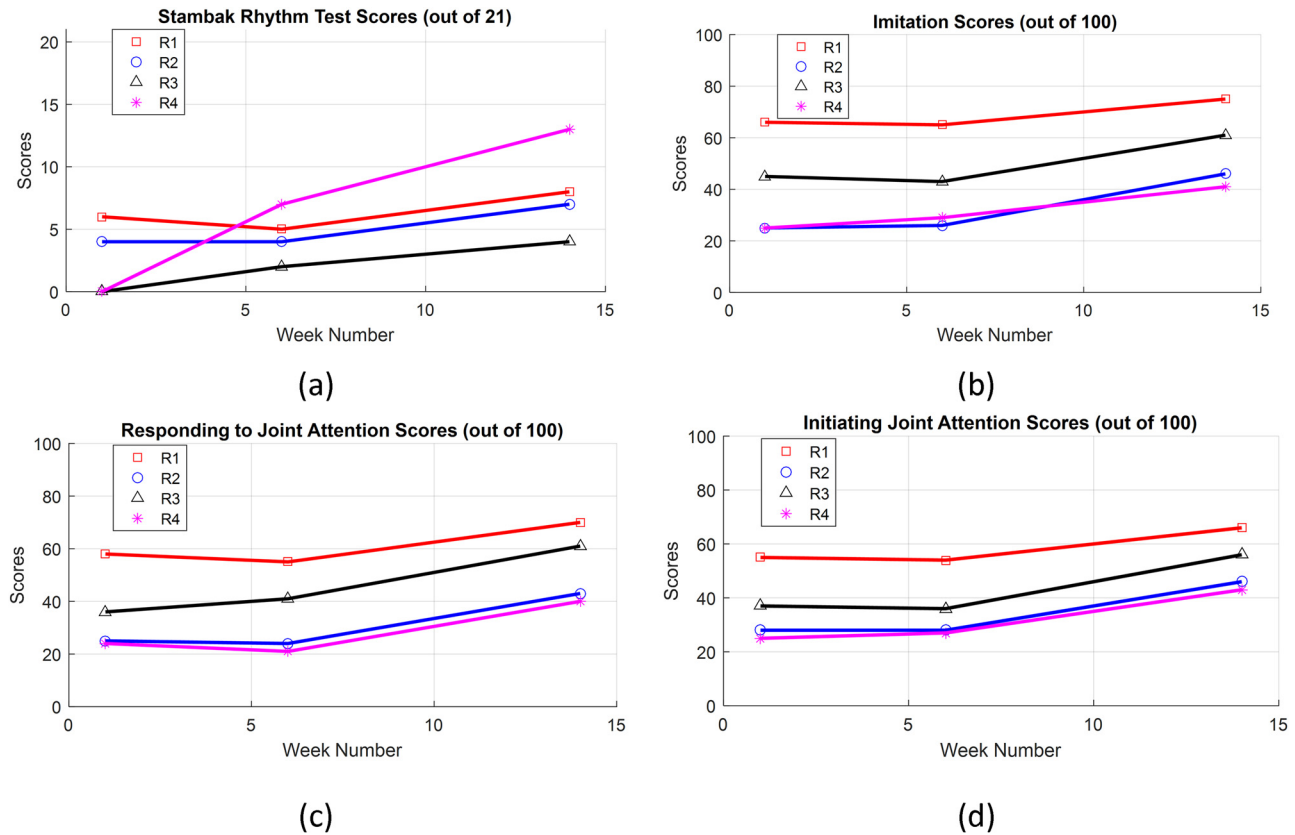 Stambak Rhythm Test Scores (out of 21)
20
15
10
5
0
Scores
R1
R2
R3
R4
0 5 10 15
Week Number
(a)
Imitation Scores (out of 100)
100
80
60
40
20
0
Scores
R1
R2
R3
R4
0 5 10 15
Week Number
(b)
Responding to Joint Attention Scores (out of 100)
100
80
60
40
20
0
Scores
R1
R2
R3
R4
0 5 10 15
Week Number
(c)
Initiating Joint Attention Scores (out of 100)
100
80
60
40
20
0
Scores
R1
R2
R3
R4
0 5 10 15
Week Number
(d)